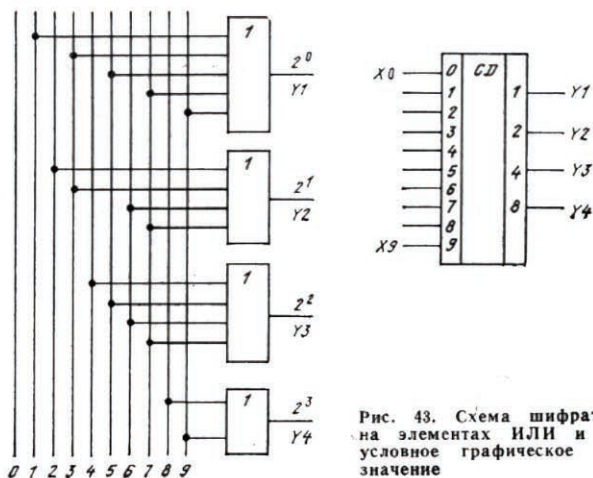 1
2⁰
Y1
1
2¹
Y2
1
2²
Y3
1
2³
Y4
0 1 2 3 4 5 6 7 8 9
X0 0 CD 1 Y1
1
2 2 Y2
3
4 4 Y3
5
6
7 8 Y4
8
X9 9
Рис. 43. Схема шифрат
на элементах ИЛИ и
условное графическое
значение